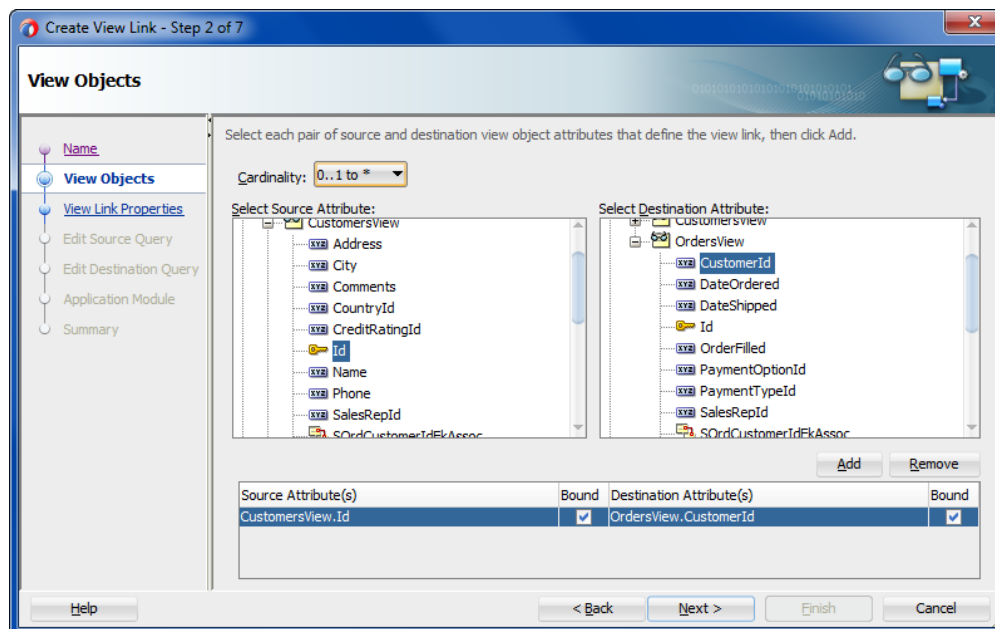 Create View Link - Step 2 of 7
View Objects
Name
View Objects
View Link Properties
Edit Source Query
Edit Destination Query
Application Module
Summary
Select each pair of source and destination view object attributes that define the view link, then click Add.
Cardinality: 0..1 to *
Select Source Attribute:
CustomersView
Address
City
Comments
CountryId
CreditRatingId
Id
Name
Phone
SalesRepId
SOrdCustomerIdFkAssoc
Select Destination Attribute:
CustomersView
OrdersView
CustomerId
DateOrdered
DateShipped
Id
OrderFilled
PaymentOptionId
PaymentTypeId
SalesRepId
SOrdCustomerIdFkAssoc
Add Remove
Source Attribute(s) Bound Destination Attribute(s) Bound
CustomersView.Id OrdersView.CustomerId
Help < Back Next > Finish Cancel